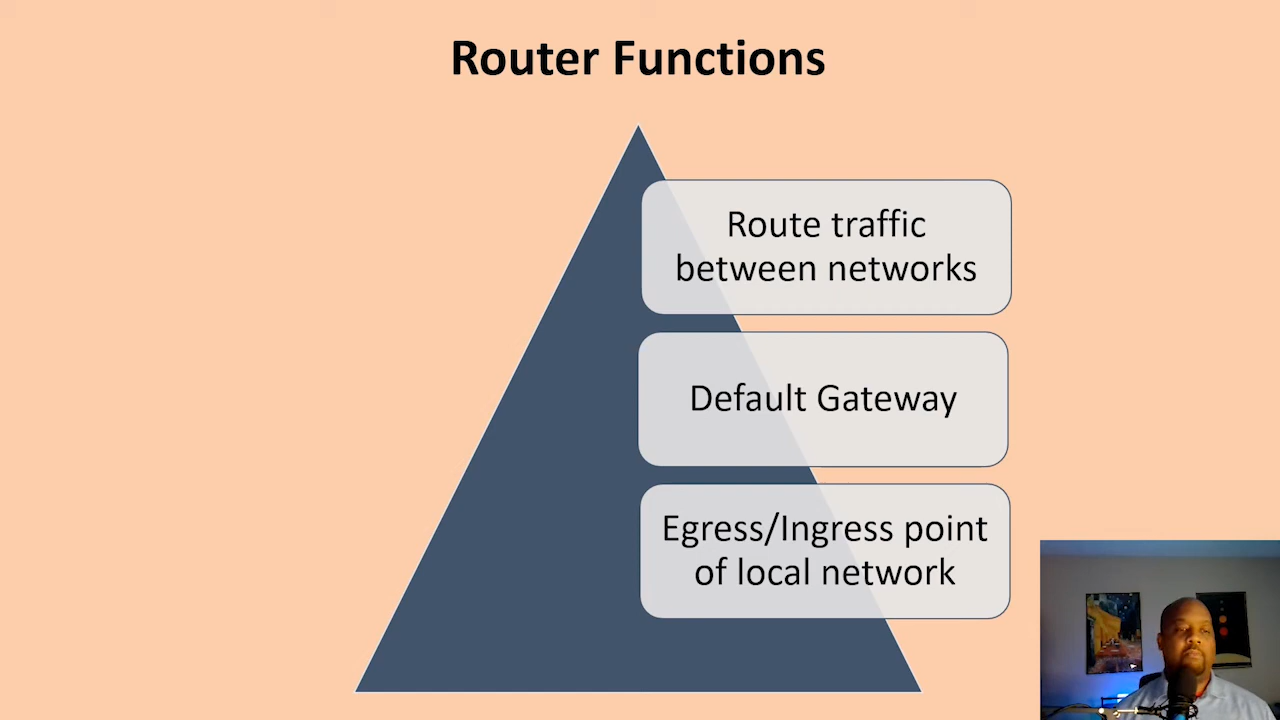 Router Functions
Route traffic
between networks
Default Gateway
Egress/Ingress point
of local network